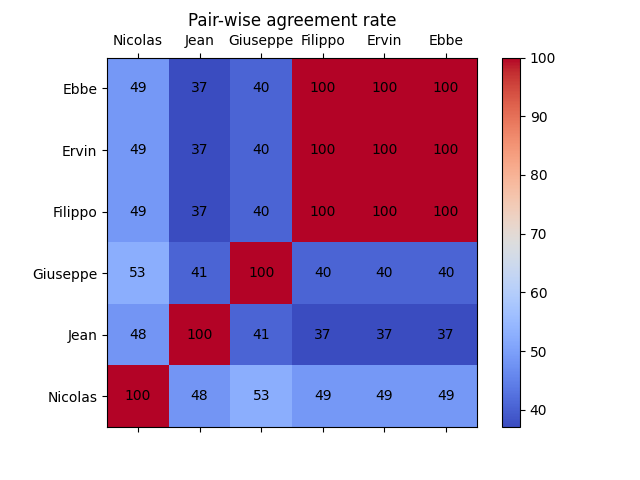 Pair-wise agreement rate
Nicolas Jean Giuseppe Filippo Ervin Ebbe
Ebbe 49 37 40 100 100 100
Ervin 49 37 40 100 100 100
Filippo 49 37 40 100 100 100
Giuseppe 53 41 100 40 40 40
Jean 48 100 41 37 37 37
Nicolas 100 48 53 49 49 49
100
90
80
70
60
50
40